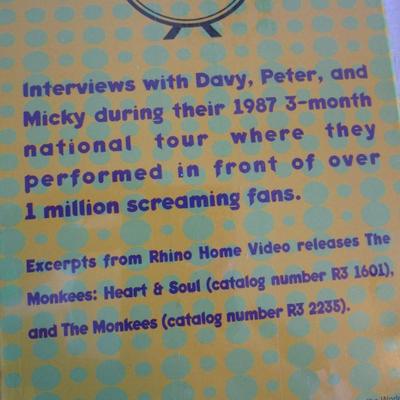 Interviews with Davy, Peter, and
Micky during their 1987 3-month
national tour where they
performed in front of over
1 million screaming fans.
Excerpts from Rhino Home Video releases The
Monkees: Heart & Soul (catalog number R3 1601),
and The Monkees (catalog number R3 2235).